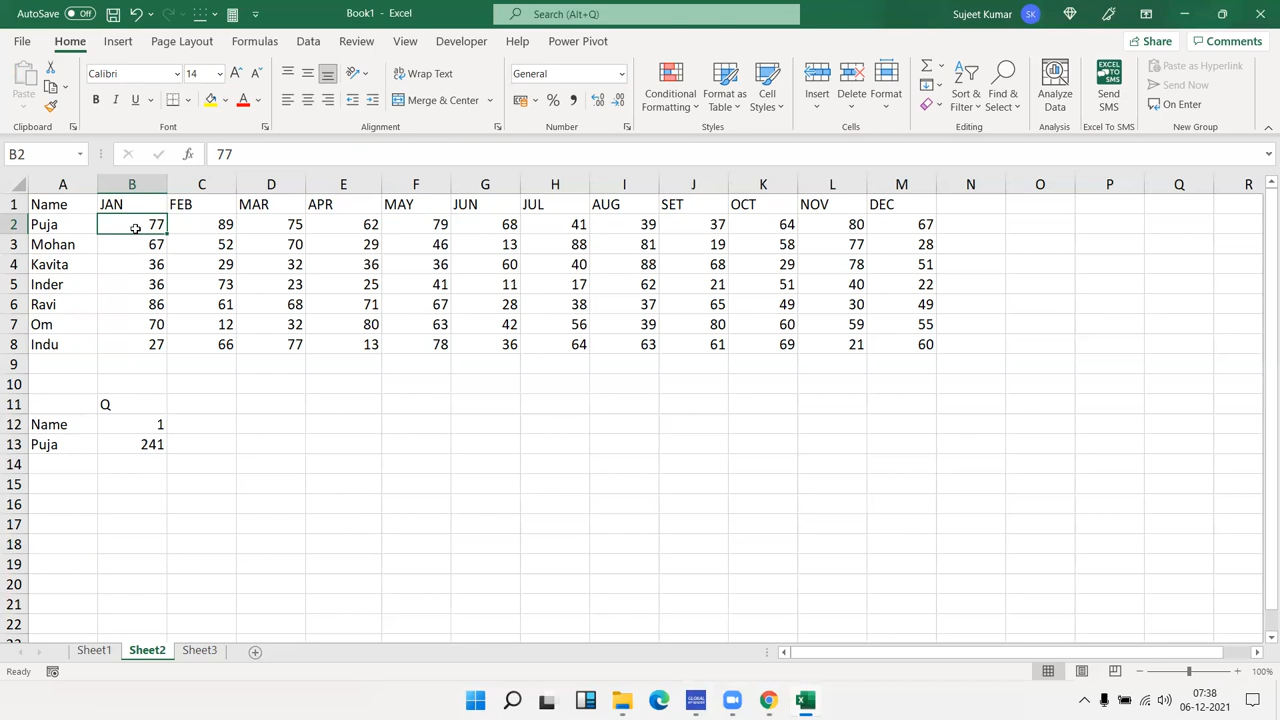 AutoSave Off Book1 - Excel Search (Alt+Q) Sujeet Kumar SK
File Home Insert Page Layout Formulas Data Review View Developer Help Power Pivot Share Comments
Paste Calibri 14 A A Wrap Text General Conditional Formatting Format as Table Cell Styles Insert Delete Format Sort & Filter Find & Select Analyze Data Send SMS Paste as Hyperlink
Send Now
B I U A Merge & Center % , On Enter
Clipboard Font Alignment Number Styles Cells Editing Analysis Excel To SMS New Group
B2 fx 77
A B C D E F G H I J K L M N O P Q R
1 Name JAN FEB MAR APR MAY JUN JUL AUG SET OCT NOV DEC
2 Puja 77 89 75 62 79 68 41 39 37 64 80 67
3 Mohan 67 52 70 29 46 13 88 81 19 58 77 28
4 Kavita 36 29 32 36 36 60 40 88 68 29 78 51
5 Inder 36 73 23 25 41 11 17 62 21 51 40 22
6 Ravi 86 61 68 71 67 28 38 37 65 49 30 49
7 Om 70 12 32 80 63 42 56 39 80 60 59 55
8 Indu 27 66 77 13 78 36 64 63 61 69 21 60
9
10
11 Q
12 Name 1
13 Puja 241
14
15
16
17
18
19
20
21
22
Sheet1 Sheet2 Sheet3
Ready 100%
GLOBAL 07:38
06-12-2021